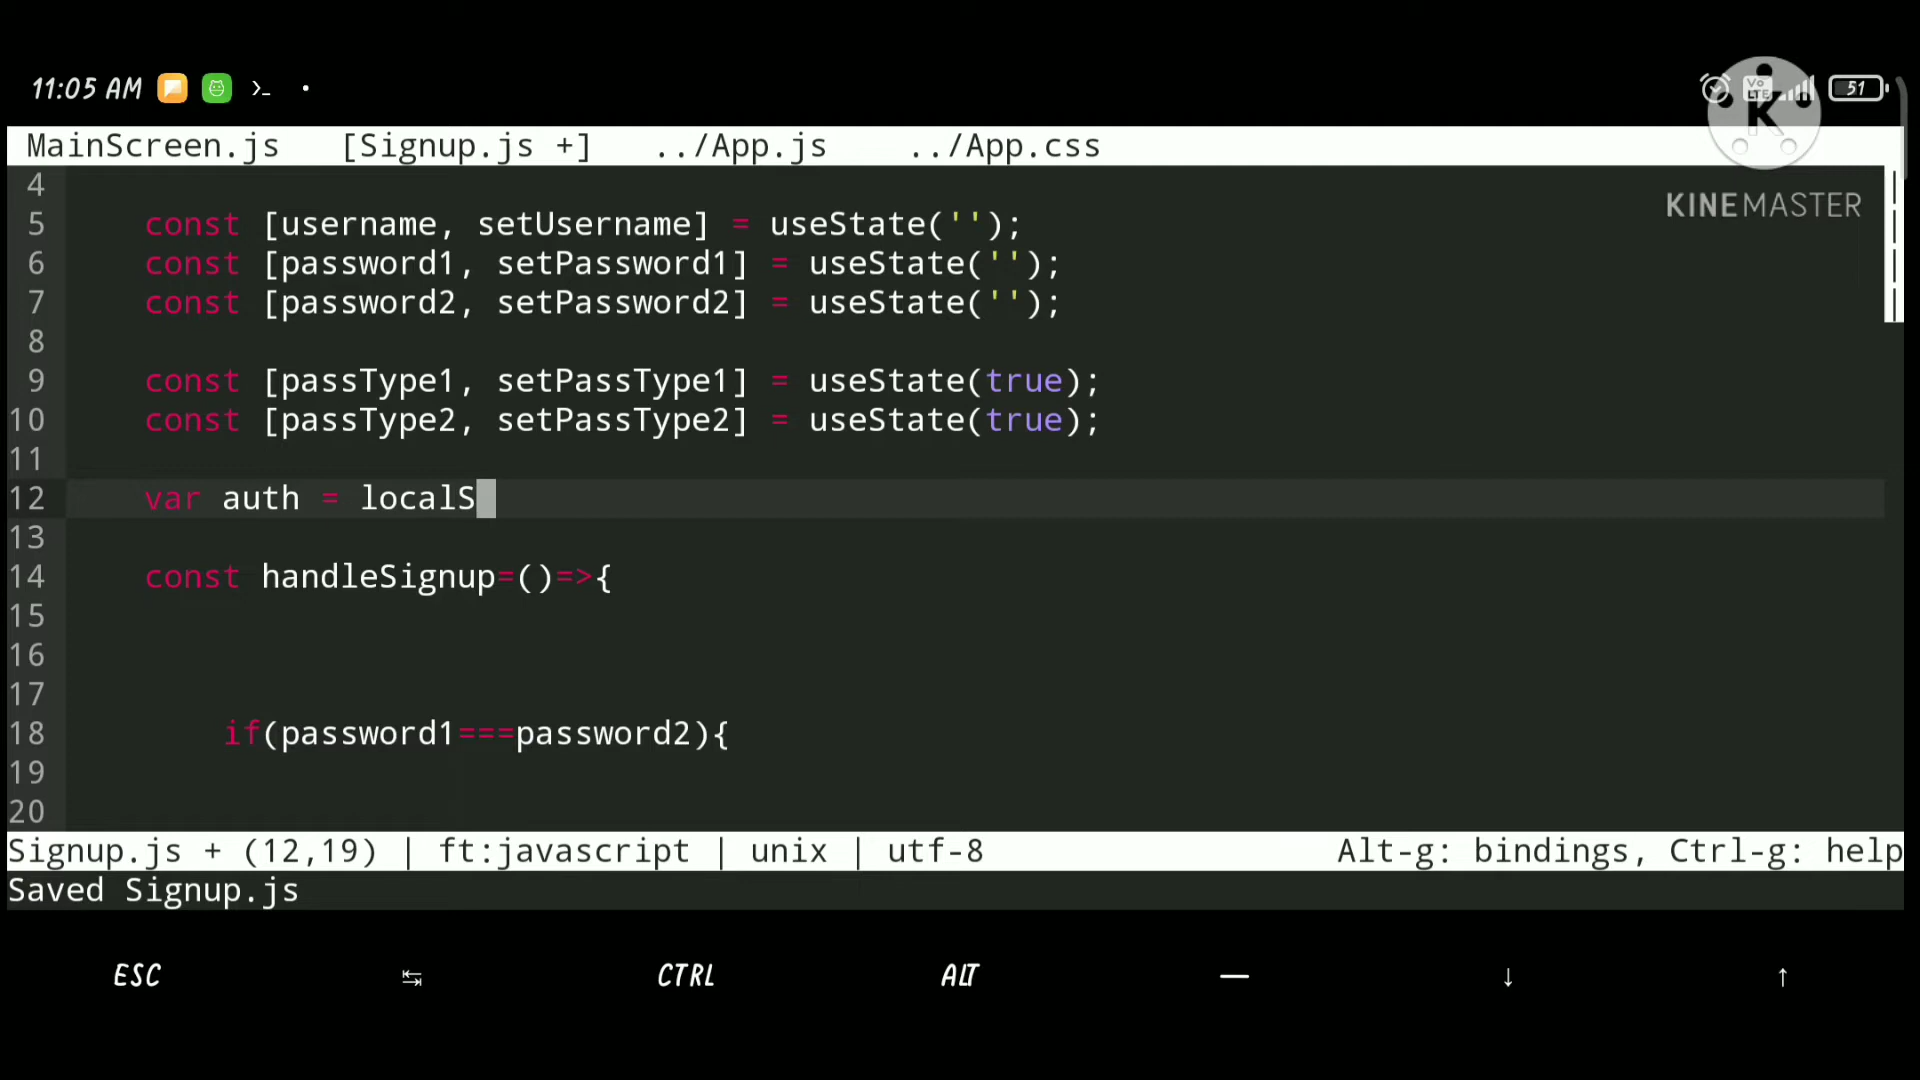 11:05 AM >_ • Vo LTE 51
K
KINEMASTER
MainScreen.js [Signup.js +] ../App.js ../App.css
4
5 const [username, setUsername] = useState('');
6 const [password1, setPassword1] = useState('');
7 const [password2, setPassword2] = useState('');
8
9 const [passType1, setPassType1] = useState(true);
10 const [passType2, setPassType2] = useState(true);
11
12 var auth = localS
13
14 const handleSignup=()=>{
15
16
17
18 if(password1===password2){
19
20
Signup.js + (12,19) | ft:javascript | unix | utf-8 Alt-g: bindings, Ctrl-g: help
Saved Signup.js
ESC ↹ CTRL ALT — ↓ ↑